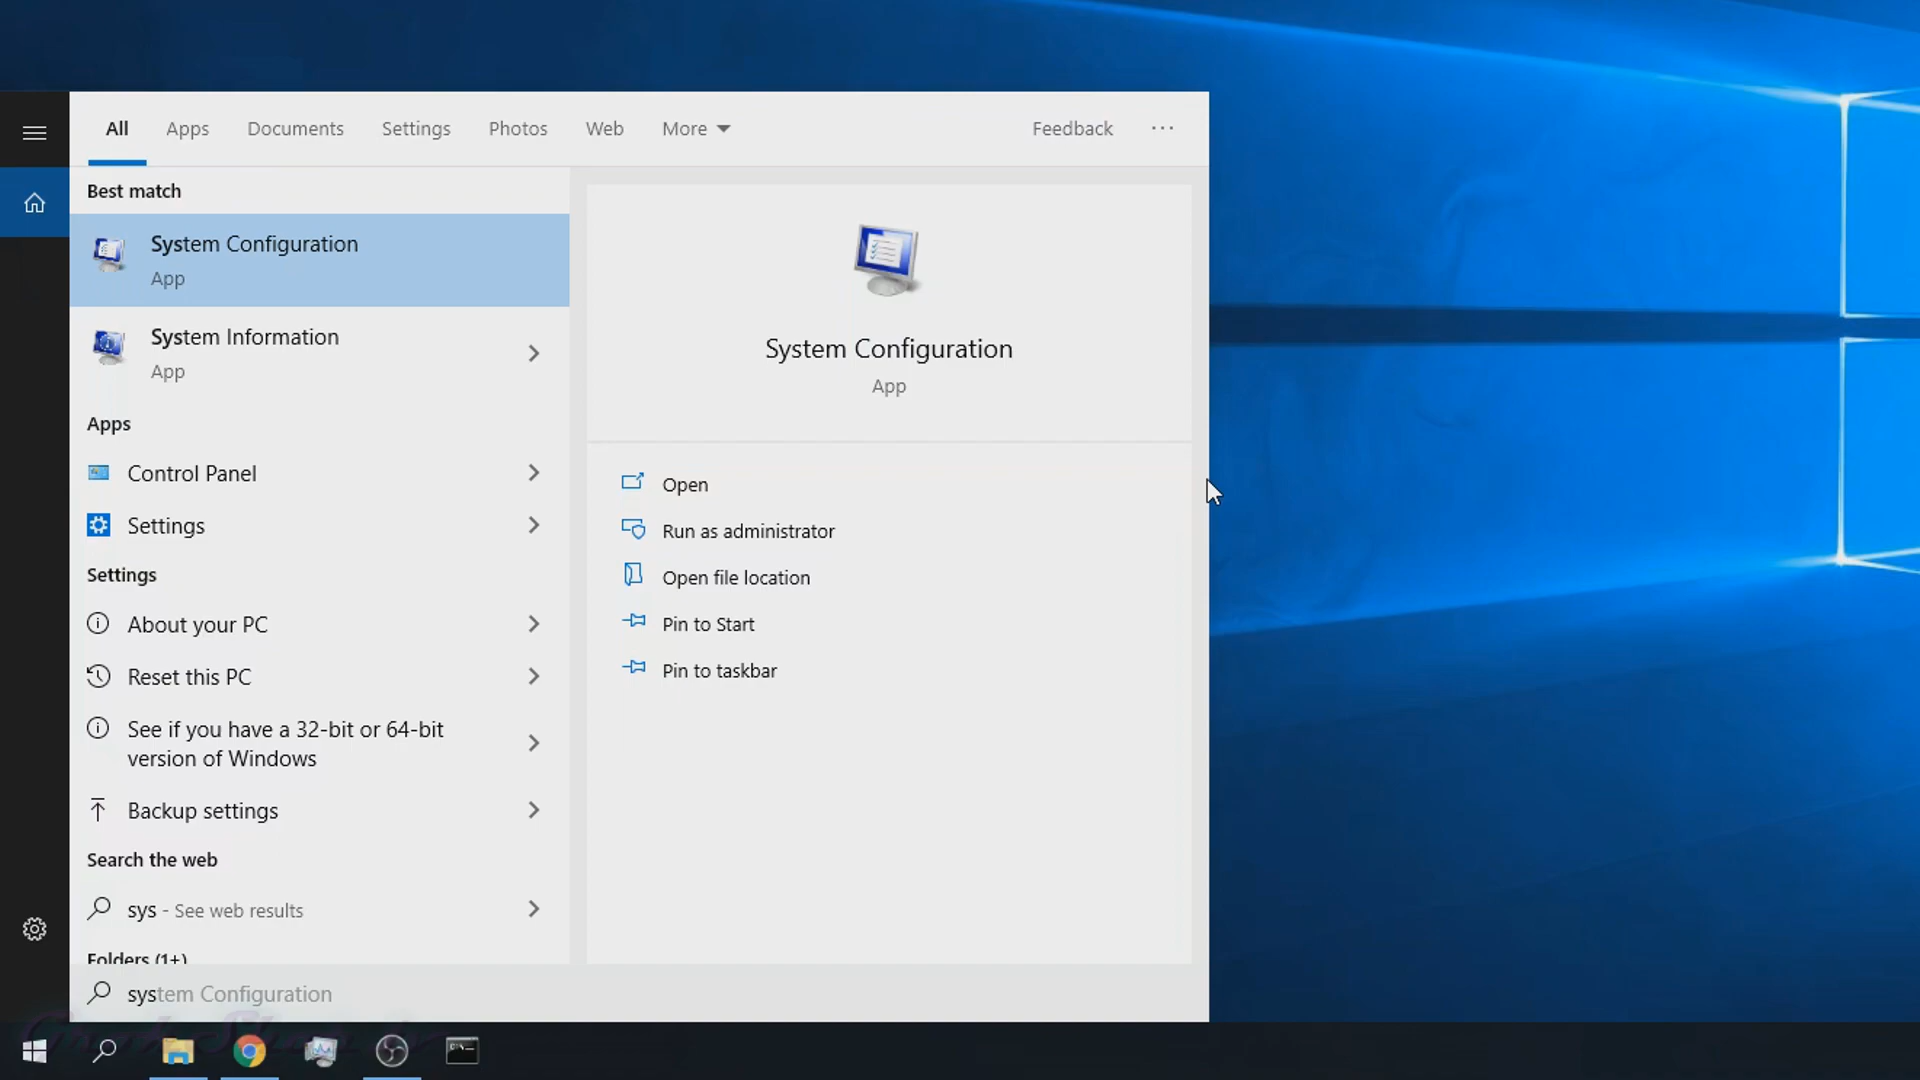 All Apps Documents Settings Photos Web More Feedback ...
Best match
System Configuration
App
System Information
App
Apps
Control Panel
Settings
Settings
About your PC
Reset this PC
See if you have a 32-bit or 64-bit
version of Windows
Backup settings
Search the web
sys - See web results
Folders (1+)
system Configuration
System Configuration
App
Open
Run as administrator
Open file location
Pin to Start
Pin to taskbar